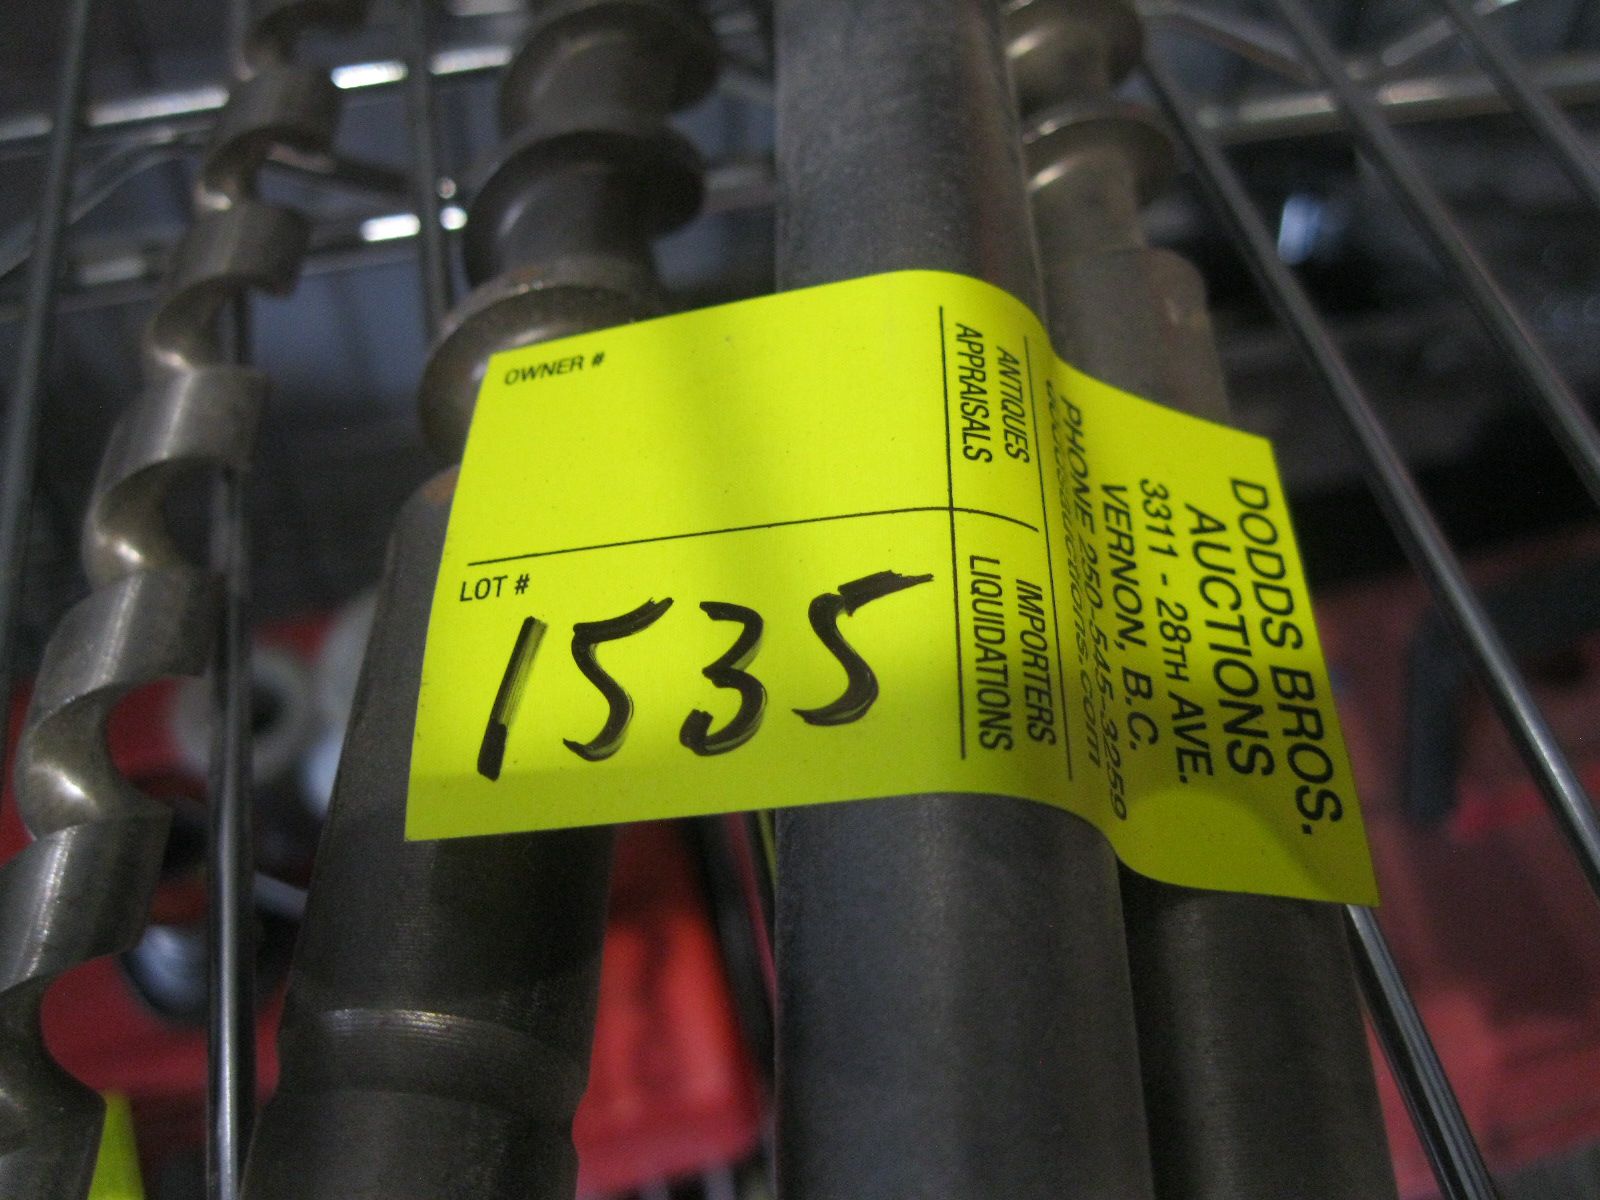 OWNER #
LOT #
1535
ANTIQUES
APPRAISALS
IMPORTERS
LIQUIDATIONS
DODDS BROS.
AUCTIONS
3311 - 28TH AVE.
VERNON, B.C.
PHONE 250-545-3259